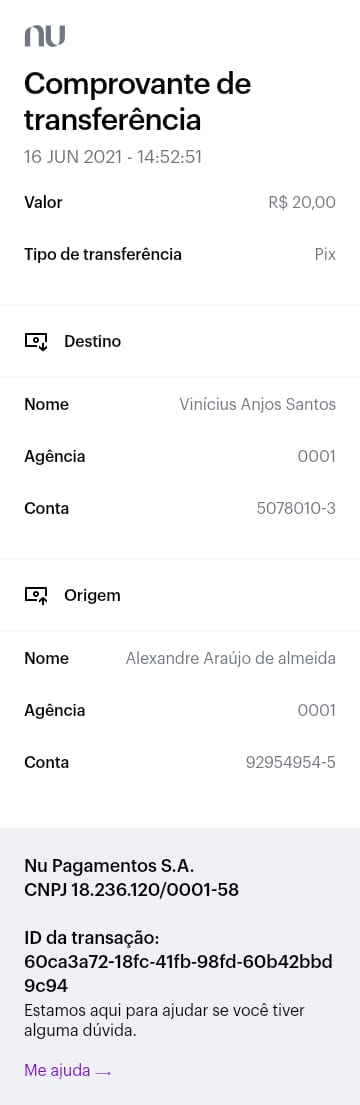 nu
Comprovante de
transferência
16 JUN 2021 - 14:52:51
Valor R$ 20,00
Tipo de transferência Pix
Destino
Nome Vinícius Anjos Santos
Agência 0001
Conta 5078010-3
Origem
Nome Alexandre Araújo de almeida
Agência 0001
Conta 92954954-5
Nu Pagamentos S.A.
CNPJ 18.236.120/0001-58
ID da transação:
60ca3a72-18fc-41fb-98fd-60b42bbd
9c94
Estamos aqui para ajudar se você tiver
alguma dúvida.
Me ajuda →